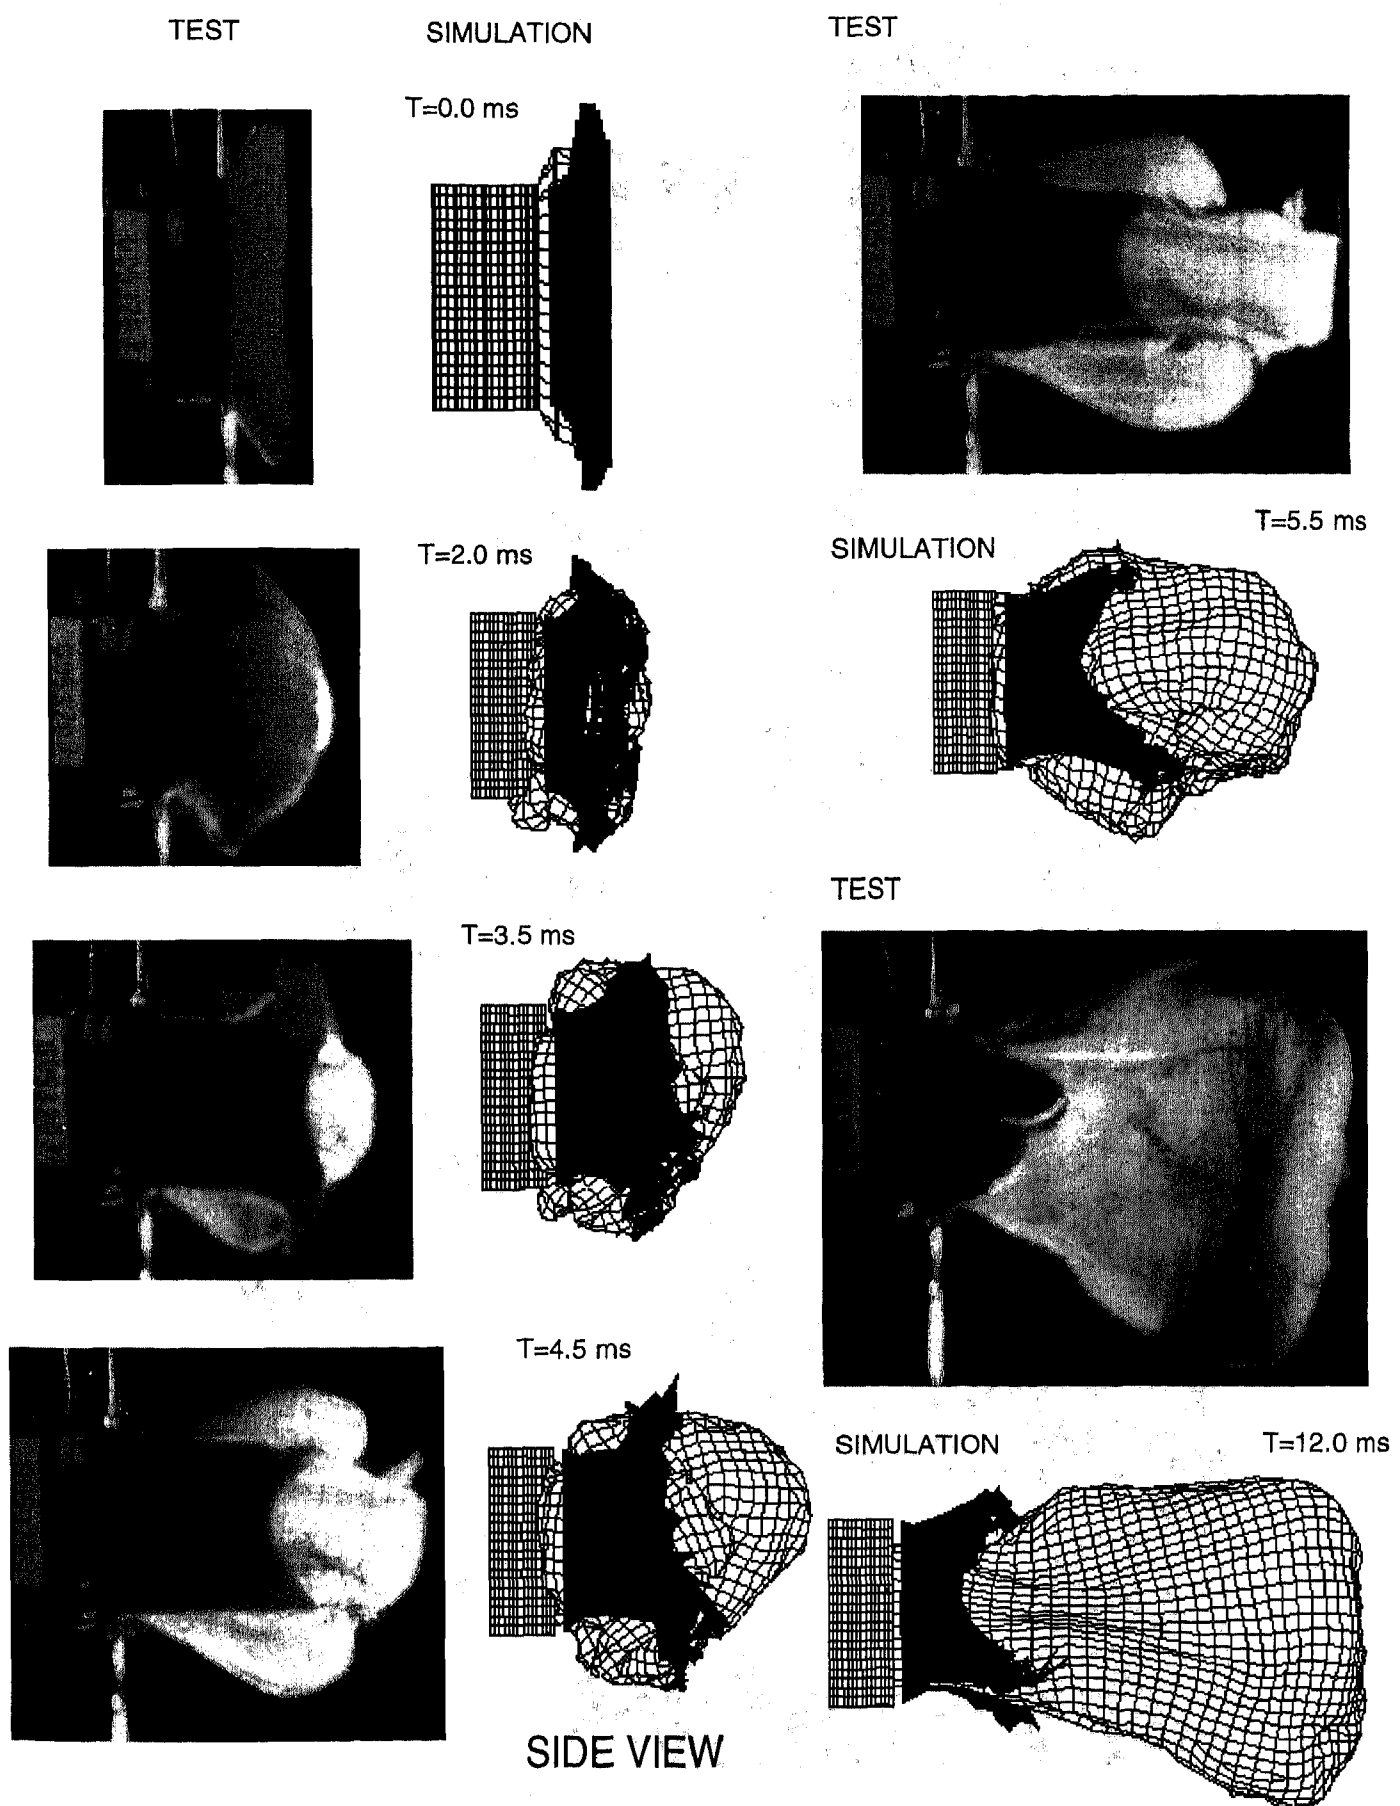 TEST
SIMULATION
T=0.0 ms
T=2.0 ms
T=3.5 ms
T=4.5 ms
TEST
T=5.5 ms
SIMULATION
TEST
SIMULATION
T=12.0 ms
SIDE VIEW